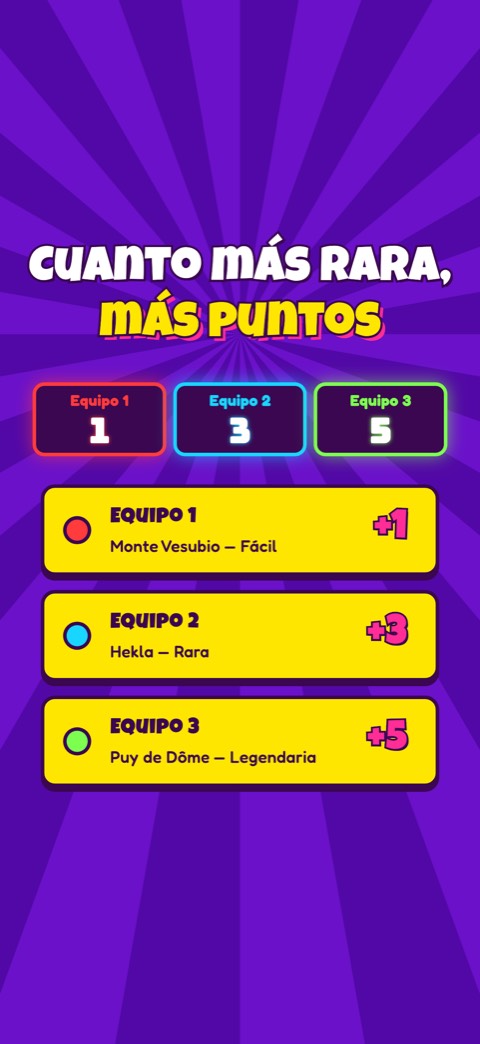 CUANTO MÁS RARA,
MÁS PUNTOS
Equipo 1
1
Equipo 2
3
Equipo 3
5
EQUIPO 1
Monte Vesubio – Fácil
+1
EQUIPO 2
Hekla – Rara
+3
EQUIPO 3
Puy de Dôme – Legendaria
+5